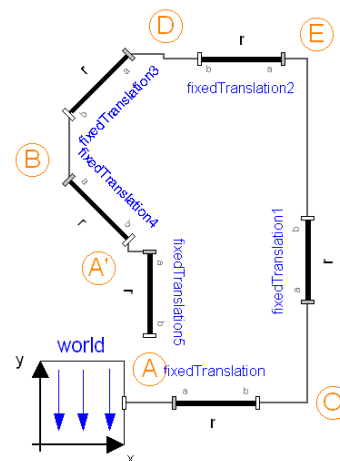 D
r
E
r
a
b
a
fixedTranslation3
fixedTranslation2
b
B
fixedTranslation4
a
r
b
A'
fixedTranslation1
b
r
a
a
r
fixedTranslation5
b
world
A
fixedTranslation
y
a
b
O
r
x